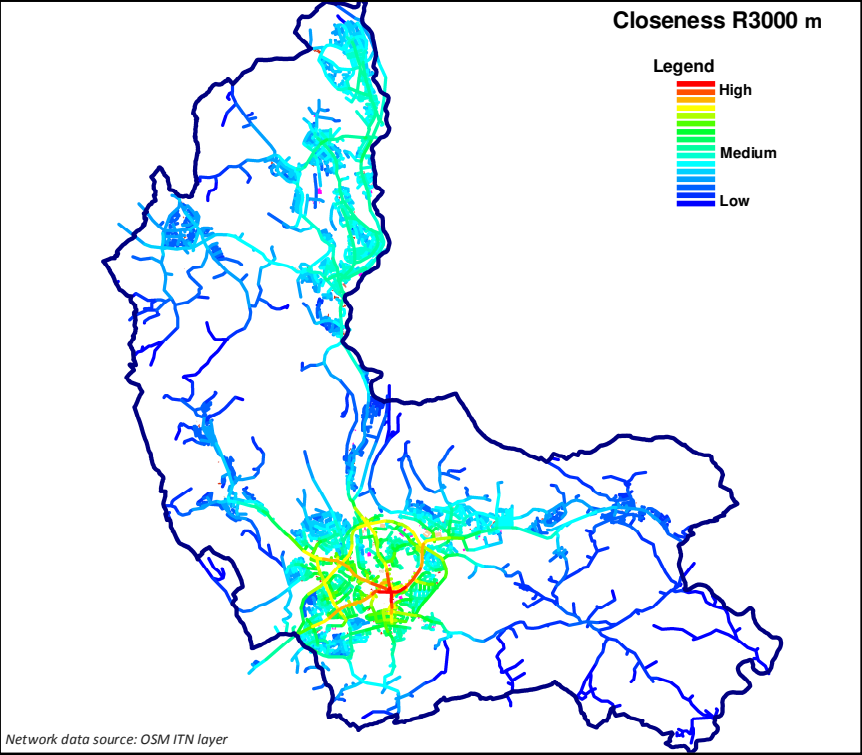 Closeness R3000 m
Legend
High
Medium
Low
Network data source: OSM ITN layer